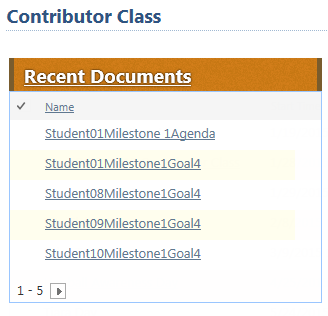 Contributor Class
Recent Documents
Name
Student01Milestone 1Agenda
Student01Milestone1Goal4
Student08Milestone1Goal4
Student09Milestone1Goal4
Student10Milestone1Goal4
1 - 5